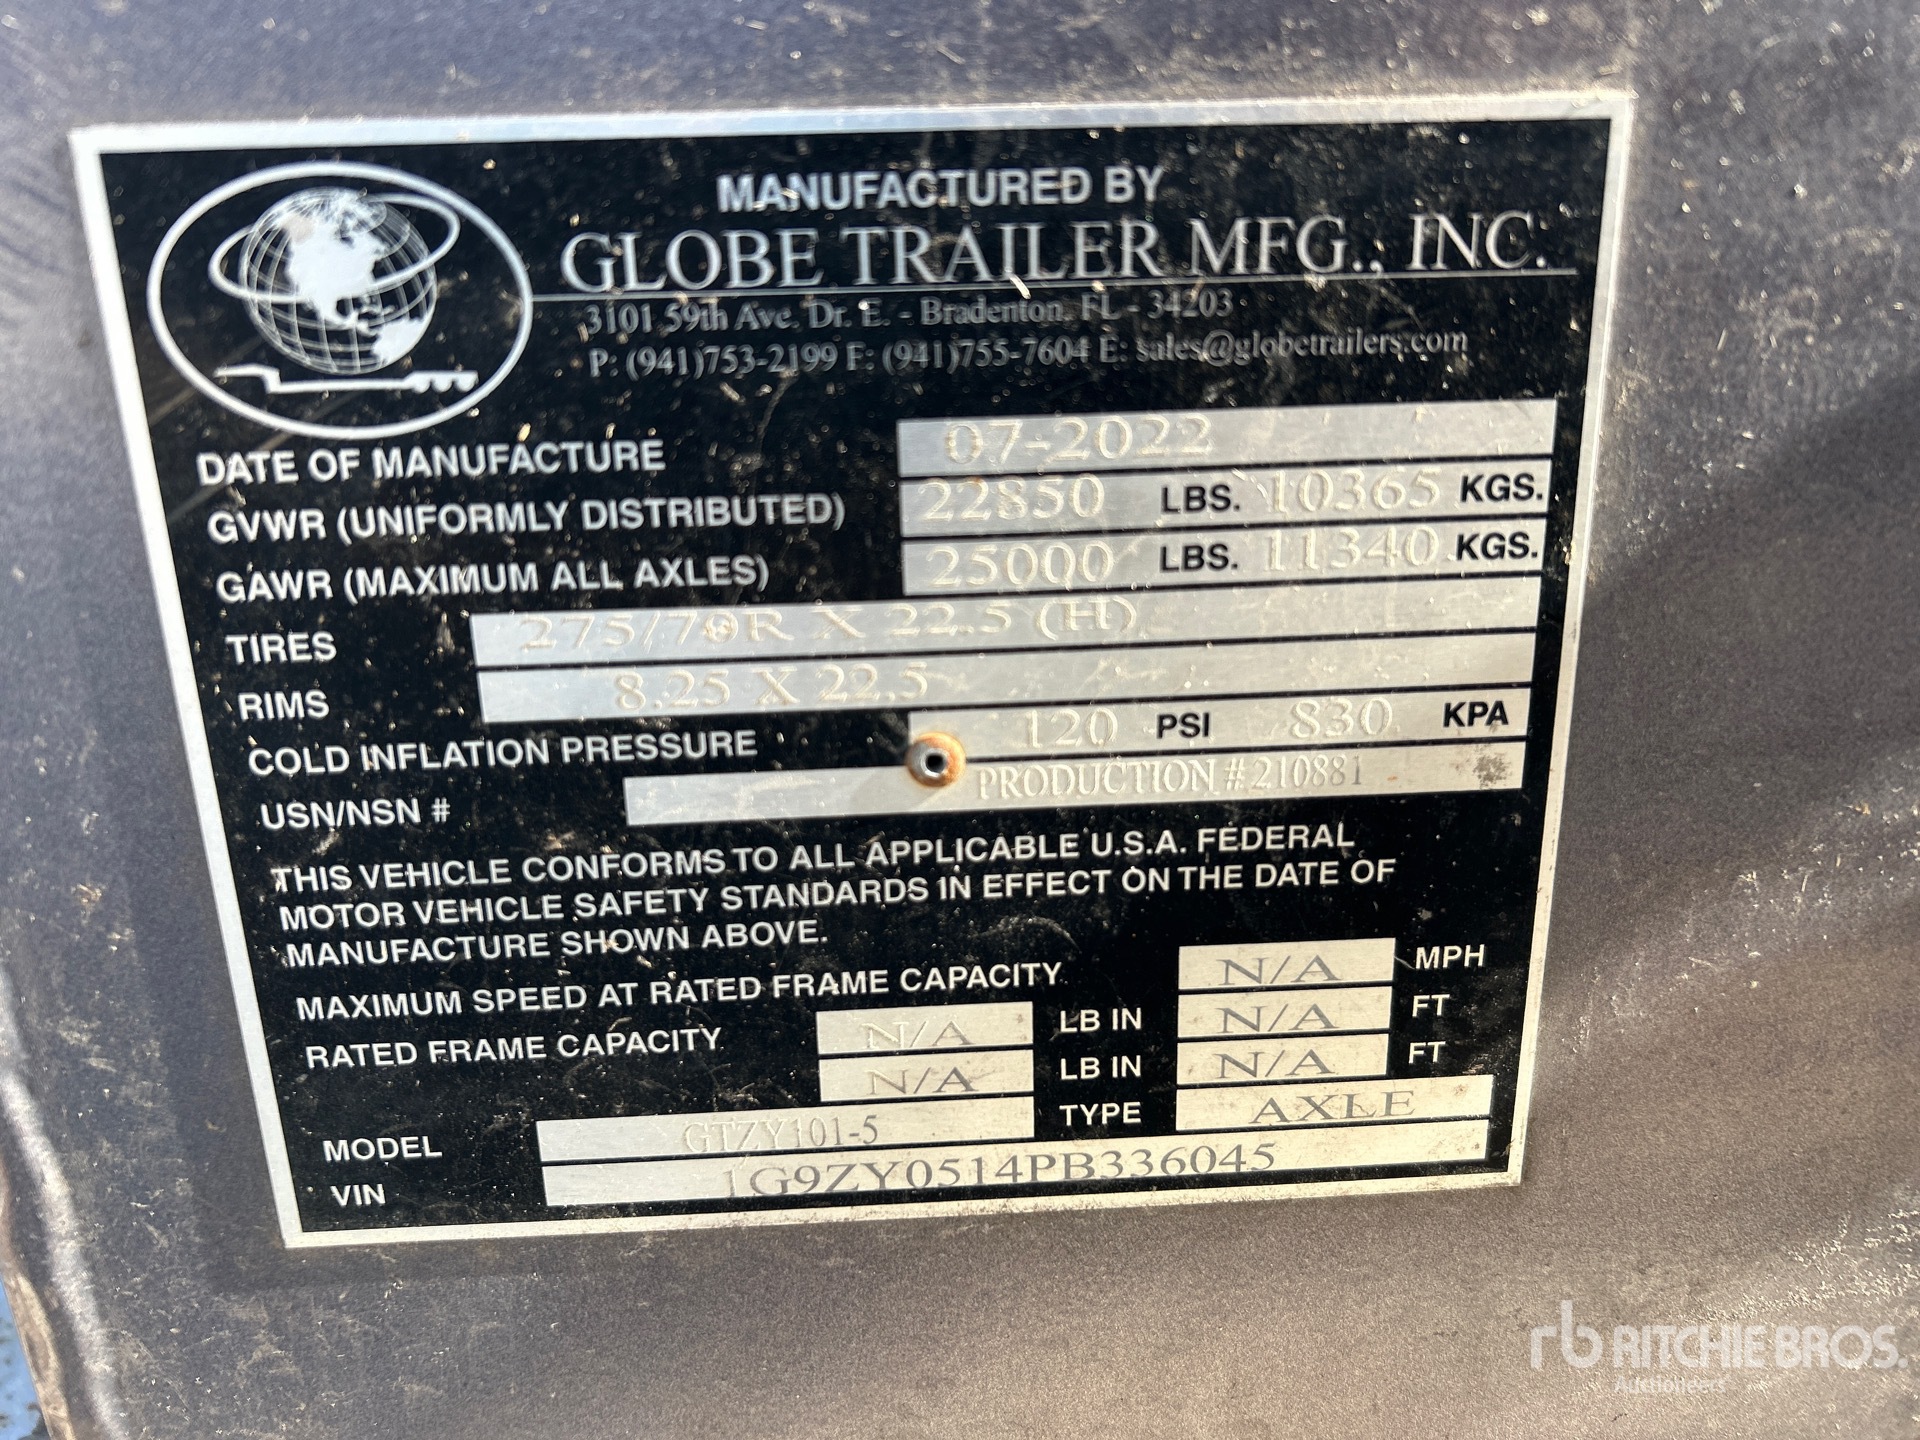 MANUFACTURED BY
GLOBE TRAILER MFG., INC.
3101 59th Ave. Dr. E. - Bradenton, FL - 34203
P: (941)753-2199 F: (941)755-7604 E: sales@globetrailers.com
DATE OF MANUFACTURE 07-2022
GVWR (UNIFORMLY DISTRIBUTED) 22850 LBS. 10365 KGS.
GAWR (MAXIMUM ALL AXLES) 25000 LBS. 11340 KGS.
TIRES 275/70R X 22.5 (H)
RIMS 8.25 X 22.5
COLD INFLATION PRESSURE 120 PSI 830 KPA
USN/NSN # PRODUCTION # 210881
THIS VEHICLE CONFORMS TO ALL APPLICABLE U.S.A. FEDERAL
MOTOR VEHICLE SAFETY STANDARDS IN EFFECT ON THE DATE OF
MANUFACTURE SHOWN ABOVE.
MAXIMUM SPEED AT RATED FRAME CAPACITY N/A MPH
RATED FRAME CAPACITY N/A LB IN N/A FT
N/A LB IN N/A FT
MODEL GTZY101-5 TYPE AXLE
VIN 1G9ZY0514PB336045
rb RITCHIE BROS.
Auctioneers